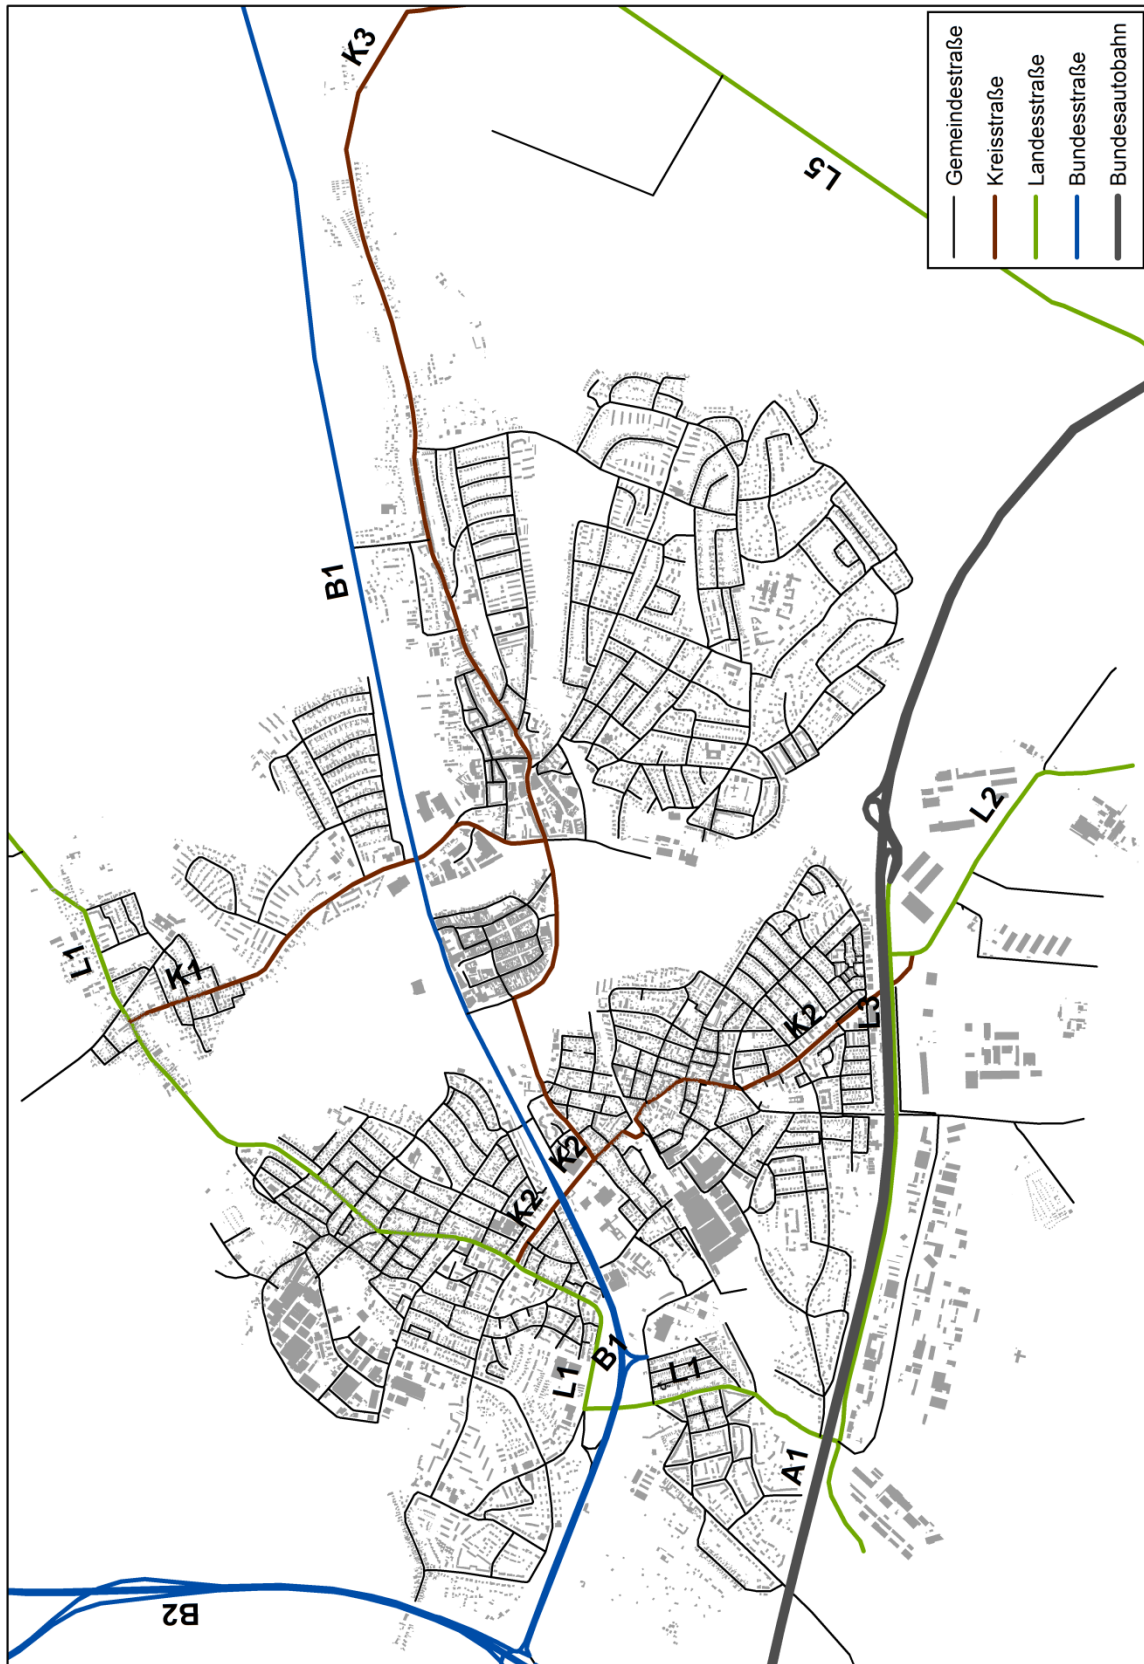 K3
L5
B1
L1
K1
K2
L3
L2
K2
K2
L1
B1
L1
A1
B2
Gemeindestraße
Kreisstraße
Landesstraße
Bundesstraße
Bundesautobahn